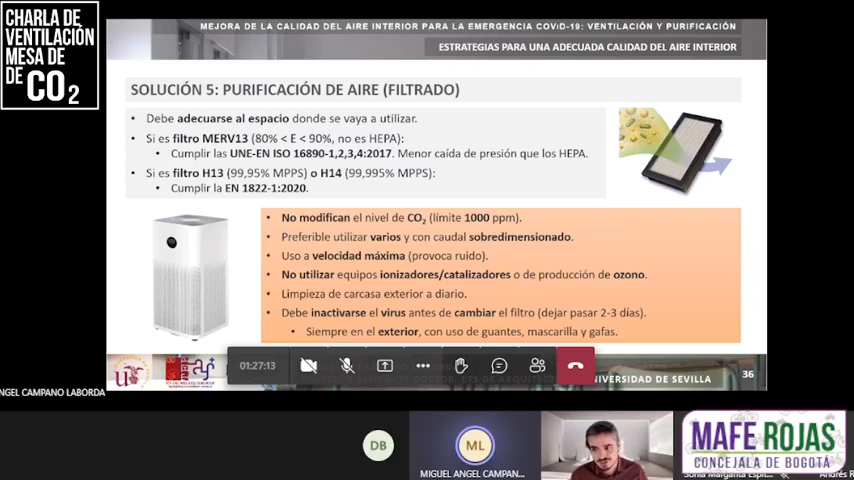 CHARLA DE
VENTILACIÓN
MESA DE
DE CO2
MEJORA DE LA CALIDAD DEL AIRE INTERIOR PARA LA EMERGENCIA COVID-19: VENTILACIÓN Y PURIFICACIÓN
ESTRATEGIAS PARA UNA ADECUADA CALIDAD DEL AIRE INTERIOR
SOLUCIÓN 5: PURIFICACIÓN DE AIRE (FILTRADO)
• Debe adecuarse al espacio donde se vaya a utilizar.
• Si es filtro MERV13 (80% < E < 90%, no es HEPA):
• Cumplir las UNE-EN ISO 16890-1,2,3,4:2017. Menor caída de presión que los HEPA.
• Si es filtro H13 (99,95% MPPS) o H14 (99,995% MPPS):
• Cumplir la EN 1822-1:2020.
• No modifican el nivel de CO2 (límite 1000 ppm).
• Preferible utilizar varios y con caudal sobredimensionado.
• Uso a velocidad máxima (provoca ruido).
• No utilizar equipos ionizadores/catalizadores o de producción de ozono.
• Limpieza de carcasa exterior a diario.
• Debe inactivarse el virus antes de cambiar el filtro (dejar pasar 2-3 días).
• Siempre en el exterior, con uso de guantes, mascarilla y gafas.
01:27:13
NIVERSIDAD DE SEVILLA
36
NGEL CAMPANO LABORDA
DB
ML
MIGUEL ANGEL CAMPAN...
MAFE ROJAS
CONCEJALA DE BOGOTÁ